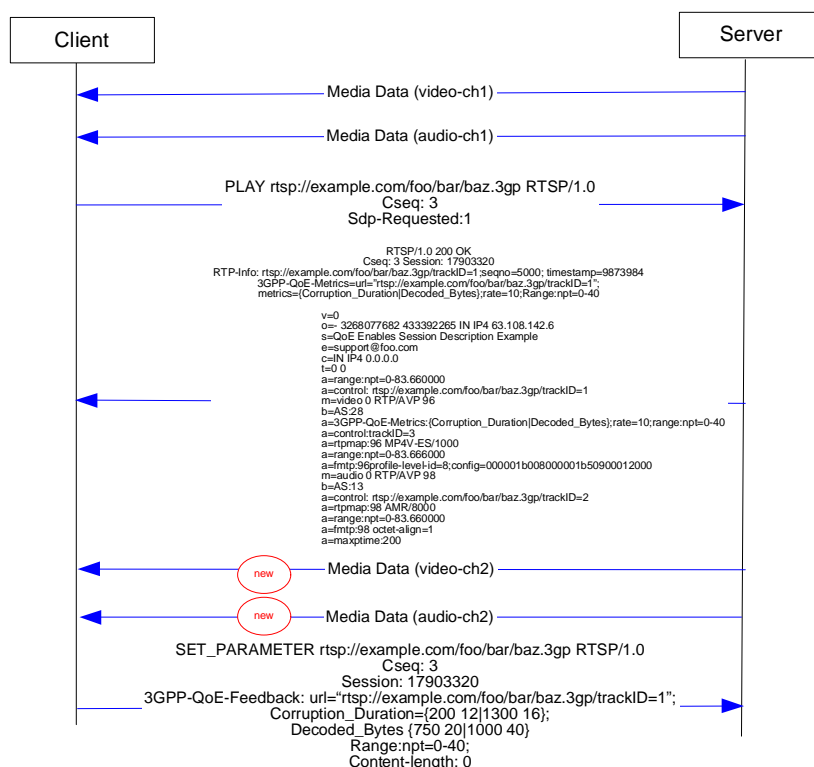 Client
Server
Media Data (video-ch1)
Media Data (audio-ch1)
PLAY rtsp://example.com/foo/bar/baz.3gp RTSP/1.0
Cseq: 3
Sdp-Requested:1
RTSP/1.0 200 OK
Cseq: 3 Session: 17903320
RTP-Info: rtsp://example.com/foo/bar/baz.3gp/trackID=1;seqno=5000; timestamp=9873984
3GPP-QoE-Metrics=url="rtsp://example.com/foo/bar/baz.3gp/trackID=1";
metrics={Corruption_Duration|Decoded_Bytes};rate=10;Range:npt=0-40
v=0
o=- 3268077682 433392265 IN IP4 63.108.142.6
s=QoE Enables Session Description Example
e=support@foo.com
c=IN IP4 0.0.0.0
t=0 0
a=range:npt=0-83.660000
a=control: rtsp://example.com/foo/bar/baz.3gp/trackID=1
m=video 0 RTP/AVP 96
b=AS:28
a=3GPP-QoE-Metrics:{Corruption_Duration|Decoded_Bytes};rate=10;range:npt=0-40
a=control:trackID=3
a=rtpmap:96 MP4V-ES/1000
a=range:npt=0-83.666000
a=fmtp:96profile-level-id=8;config=000001b008000001b50900012000
m=audio 0 RTP/AVP 98
b=AS:13
a=control: rtsp://example.com/foo/bar/baz.3gp/trackID=2
a=rtpmap:98 AMR/8000
a=range:npt=0-83.660000
a=fmtp:98 octet-align=1
a=maxptime:200
new
Media Data (video-ch2)
new
Media Data (audio-ch2)
SET_PARAMETER rtsp://example.com/foo/bar/baz.3gp RTSP/1.0
Cseq: 3
Session: 17903320
3GPP-QoE-Feedback: url=“rtsp://example.com/foo/bar/baz.3gp/trackID=1”;
Corruption_Duration={200 12|1300 16};
Decoded_Bytes {750 20|1000 40}
Range:npt=0-40;
Content-length: 0